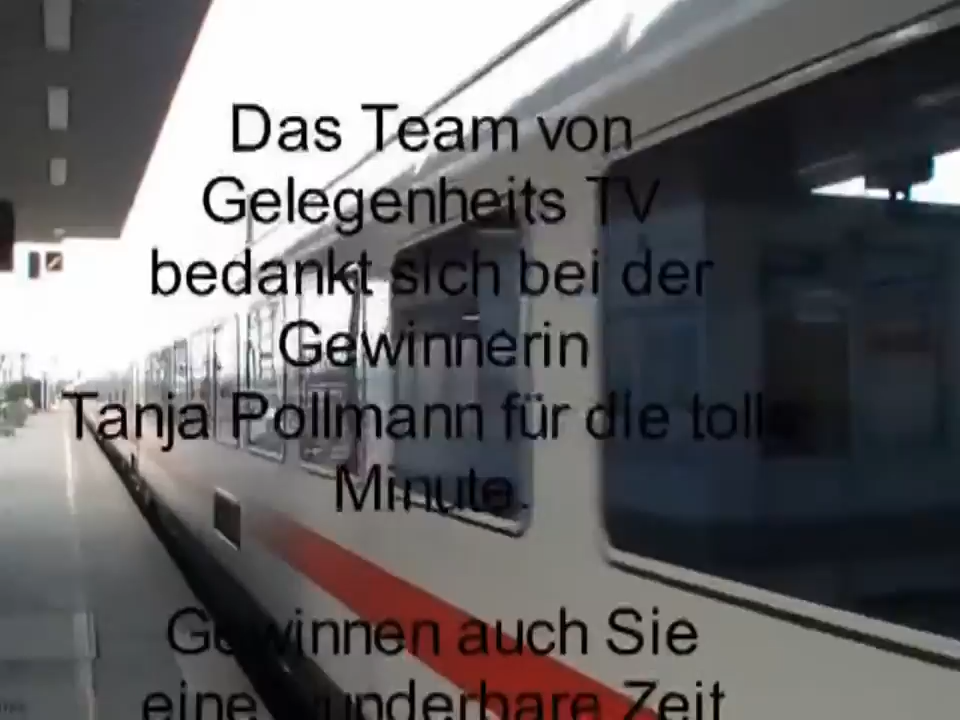 Das Team von
Gelegenheits TV
bedankt sich bei der
Gewinnerin
Tanja Pollmann für die tolle
Minute.
Gewinnen auch Sie
eine wunderbare Zeit